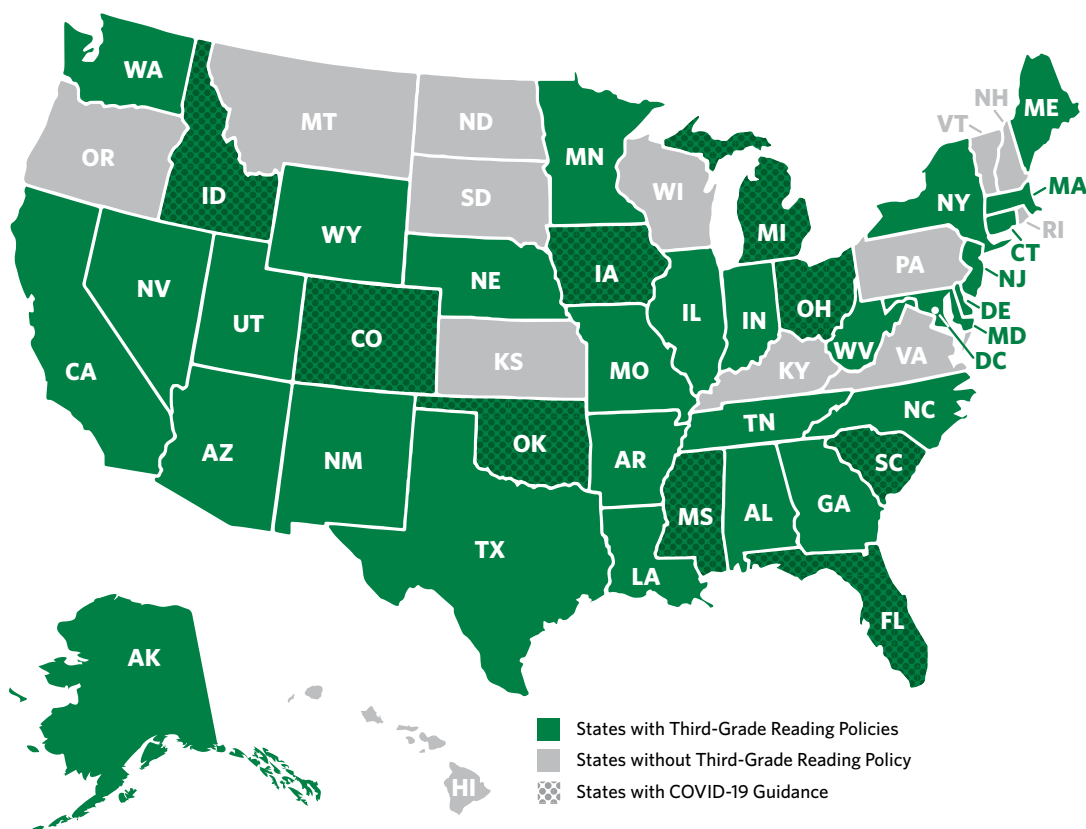 WA
MT
ND
MN
OR
ID
SD
WI
MI
NH
VT
ME
NY
MA
RI
CT
WY
NE
IA
PA
NJ
NV
UT
CO
IL
IN
OH
DE
MD
DC
CA
KS
MO
KY
WV
VA
AZ
NM
OK
AR
TN
NC
SC
TX
LA
MS
AL
GA
FL
AK
HI
States with Third-Grade Reading Policies
States without Third-Grade Reading Policy
States with COVID-19 Guidance